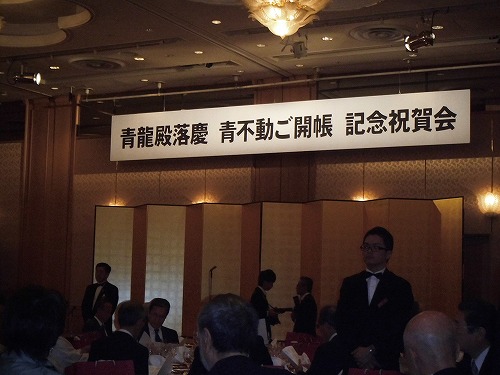 青龍殿落慶 青不動ご開帳 記念祝賀会